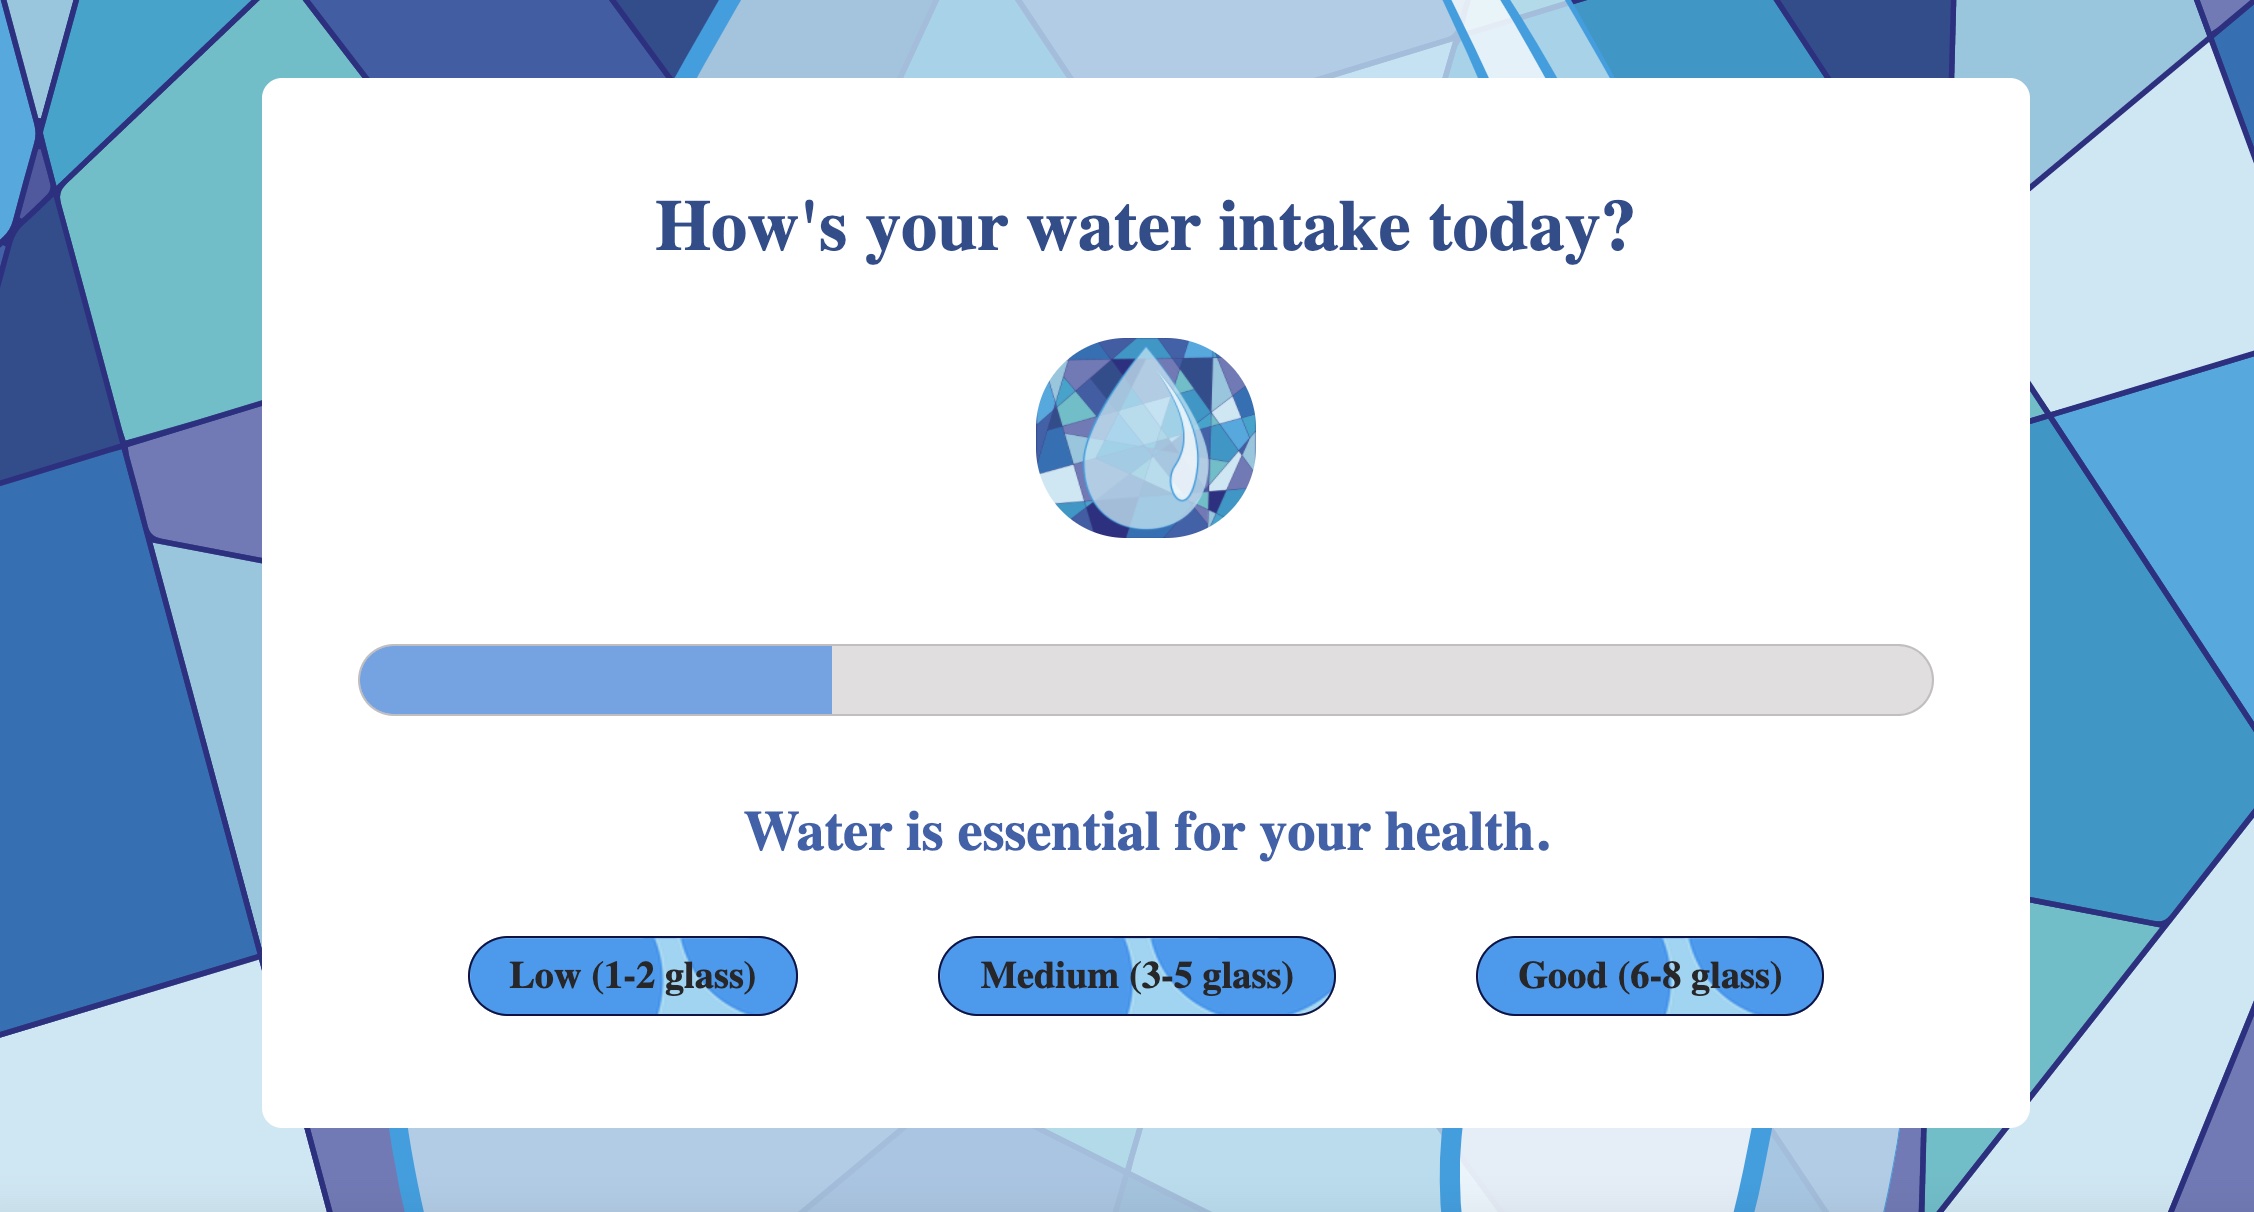 How's your water intake today?
Water is essential for your health.
Low (1-2 glass)
Medium (3-5 glass)
Good (6-8 glass)